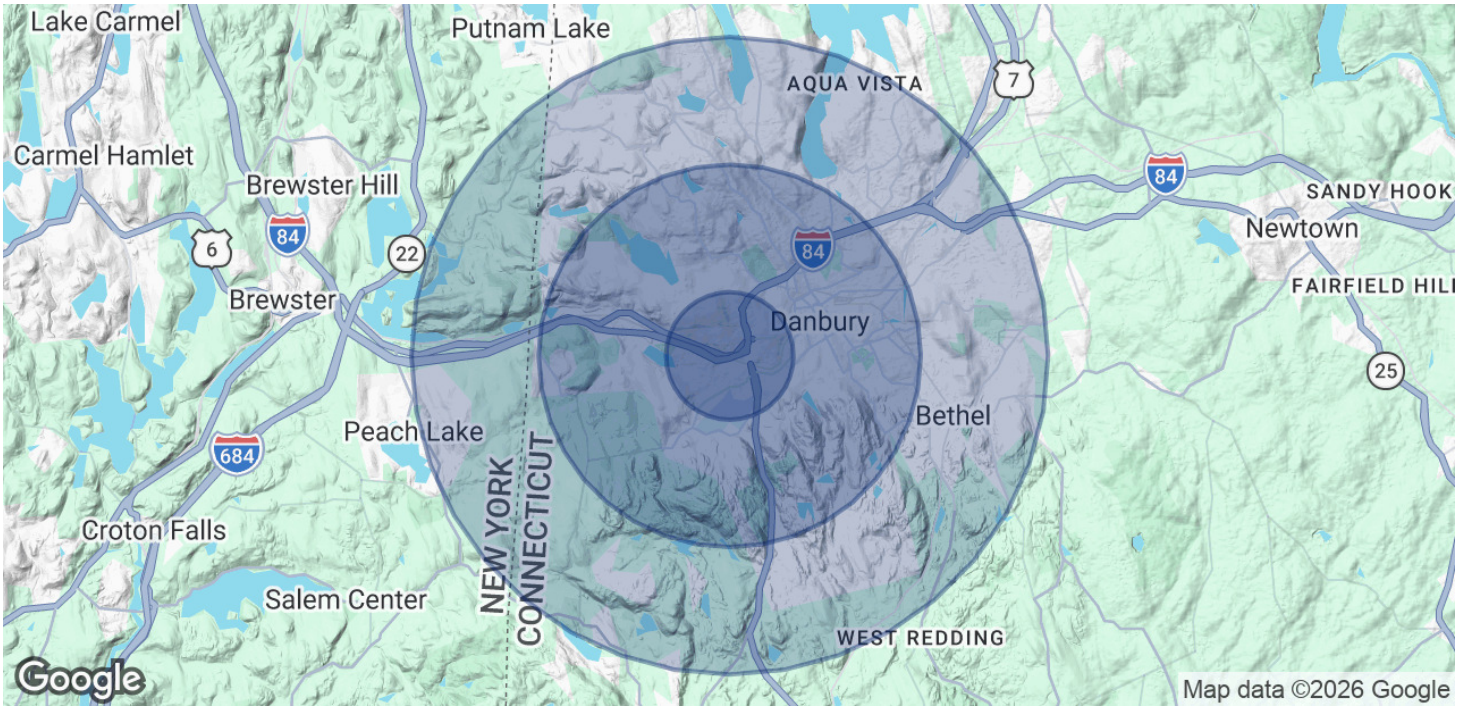 Lake Carmel
Putnam Lake
AQUA VISTA
7
Carmel Hamlet
Brewster Hill
84
SANDY HOOK
84
6
22
84
Newtown
Brewster
FAIRFIELD HILL
Danbury
25
Peach Lake
Bethel
684
NEW YORK
CONNECTICUT
Croton Falls
Salem Center
WEST REDDING
Google
Map data ©2026 Google